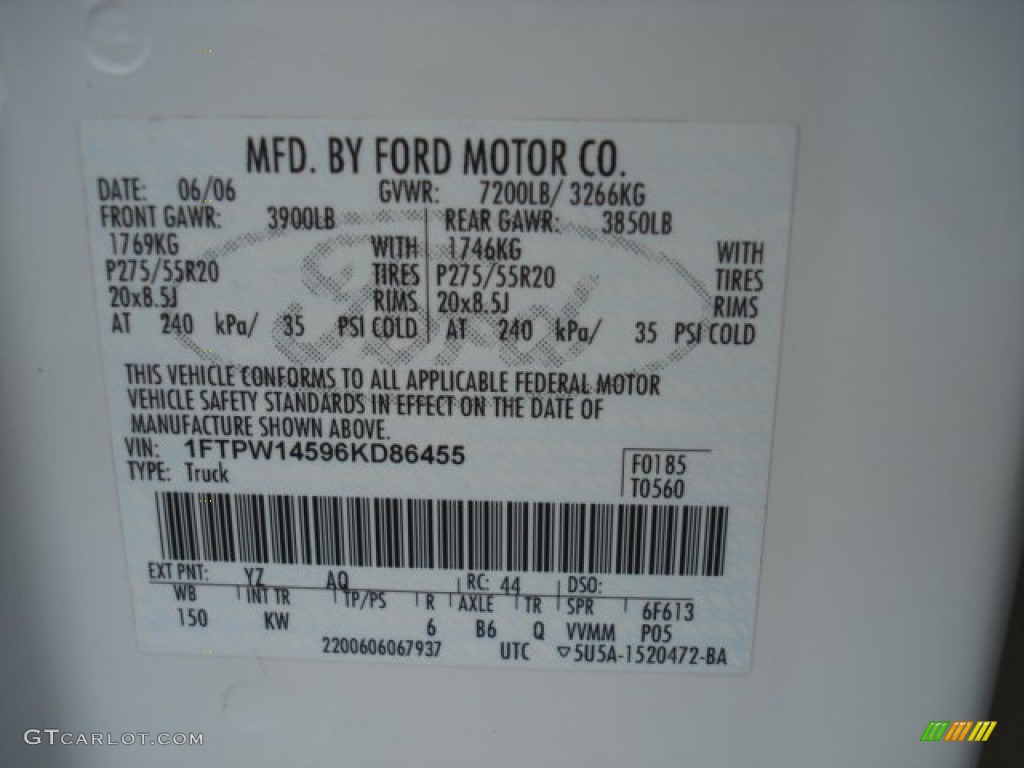 MFD. BY FORD MOTOR CO.
DATE: 06/06 GVWR: 7200LB/ 3266KG
FRONT GAWR: 3900LB REAR GAWR: 3850LB
1769KG WITH 1746KG WITH
P275/55R20 TIRES P275/55R20 TIRES
20x8.5J RIMS 20x8.5J RIMS
AT 240 kPa/ 35 PSI COLD AT 240 kPa/ 35 PSI COLD
Ford
THIS VEHICLE CONFORMS TO ALL APPLICABLE FEDERAL MOTOR
VEHICLE SAFETY STANDARDS IN EFFECT ON THE DATE OF
MANUFACTURE SHOWN ABOVE.
VIN: 1FTPW14596KD86455
TYPE: Truck
F0185
T0560
EXT PNT: YZ AQ RC: 44 DSO:
WB INT TR TP/PS R AXLE TR SPR 6F613
150 KW 6 B6 Q VVMM P05
2200606067937 UTC ▽5U5A-1520472-BA
GTCARLOT.COM